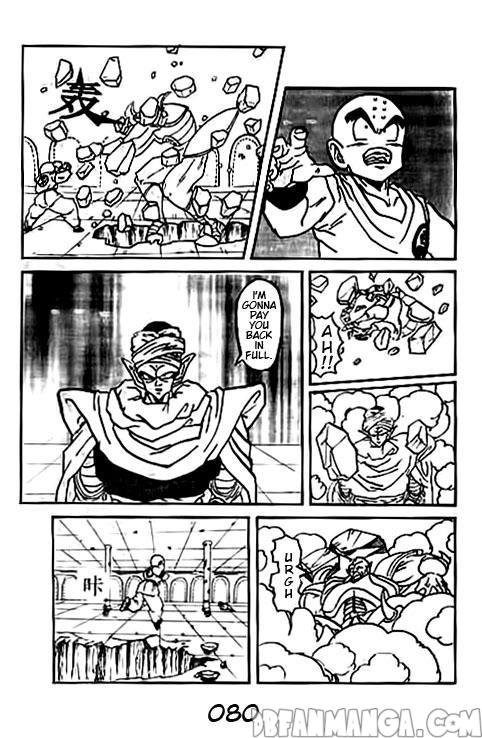 轰
I'M
GONNA
PAY
YOU
BACK
IN
FULL.
AH!!
咔
URGH
080
DBFANMANGA.COM